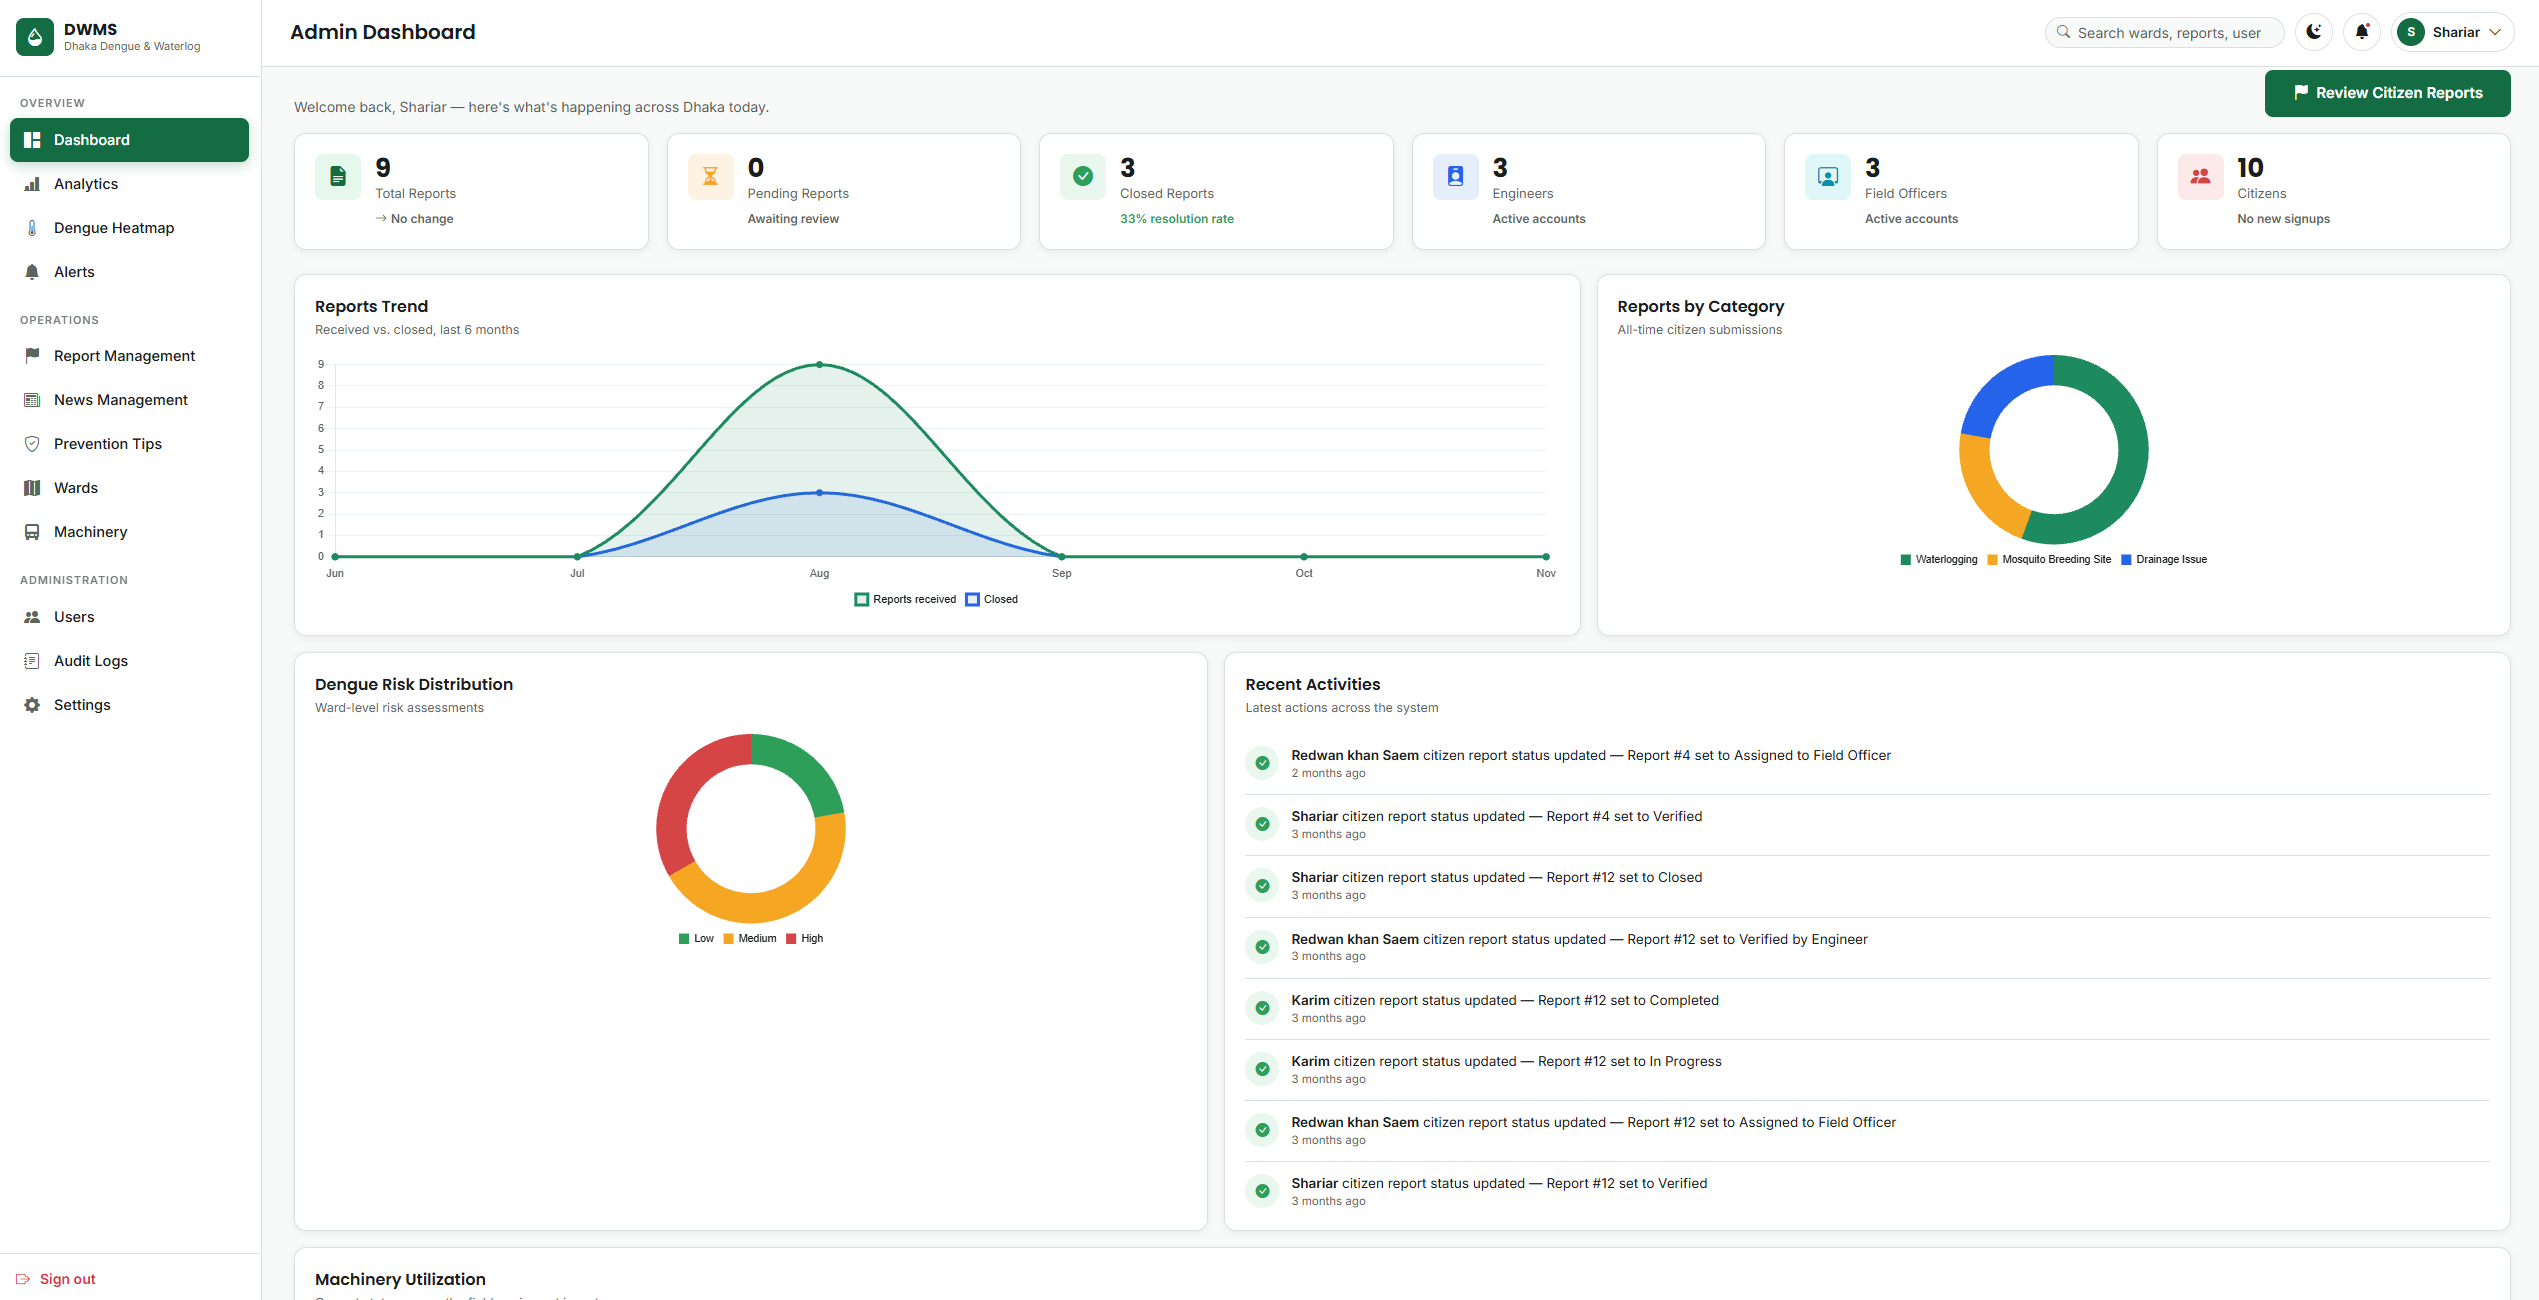 DWMS
Dhaka Dengue & Waterlog
OVERVIEW
Dashboard
Analytics
Dengue Heatmap
Alerts
OPERATIONS
Report Management
News Management
Prevention Tips
Wards
Machinery
ADMINISTRATION
Users
Audit Logs
Settings
Sign out
Admin Dashboard
Search wards, reports, user
S
Shariar
Welcome back, Shariar — here's what's happening across Dhaka today.
Review Citizen Reports
9
Total Reports
→ No change
0
Pending Reports
Awaiting review
3
Closed Reports
33% resolution rate
3
Engineers
Active accounts
3
Field Officers
Active accounts
10
Citizens
No new signups
Reports Trend
Received vs. closed, last 6 months
9
8
7
6
5
4
3
2
1
0
Jun Jul Aug Sep Oct Nov
Reports received Closed
Reports by Category
All-time citizen submissions
Waterlogging Mosquito Breeding Site Drainage Issue
Dengue Risk Distribution
Ward-level risk assessments
Low Medium High
Recent Activities
Latest actions across the system
Redwan khan Saem citizen report status updated — Report #4 set to Assigned to Field Officer
2 months ago
Shariar citizen report status updated — Report #4 set to Verified
3 months ago
Shariar citizen report status updated — Report #12 set to Closed
3 months ago
Redwan khan Saem citizen report status updated — Report #12 set to Verified by Engineer
3 months ago
Karim citizen report status updated — Report #12 set to Completed
3 months ago
Karim citizen report status updated — Report #12 set to In Progress
3 months ago
Redwan khan Saem citizen report status updated — Report #12 set to Assigned to Field Officer
3 months ago
Shariar citizen report status updated — Report #12 set to Verified
3 months ago
Machinery Utilization